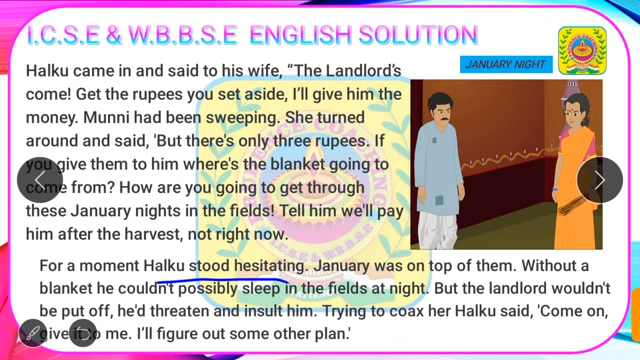 I.C.S.E & W.B.B.S.E ENGLISH SOLUTION
JANUARY NIGHT
Halku came in and said to his wife, “The Landlord’s
come! Get the rupees you set aside, I’ll give him the
money. Munni had been sweeping. She turned
around and said, 'But there's only three rupees. If
you give them to him where's the blanket going to
come from? How are you going to get through
these January nights in the fields! Tell him we'll pay
him after the harvest, not right now.
For a moment Halku stood hesitating. January was on top of them. Without a
blanket he couldn't possibly sleep in the fields at night. But the landlord wouldn't
be put off, he'd threaten and insult him. Trying to coax her Halku said, 'Come on,
give it to me. I’ll figure out some other plan.'